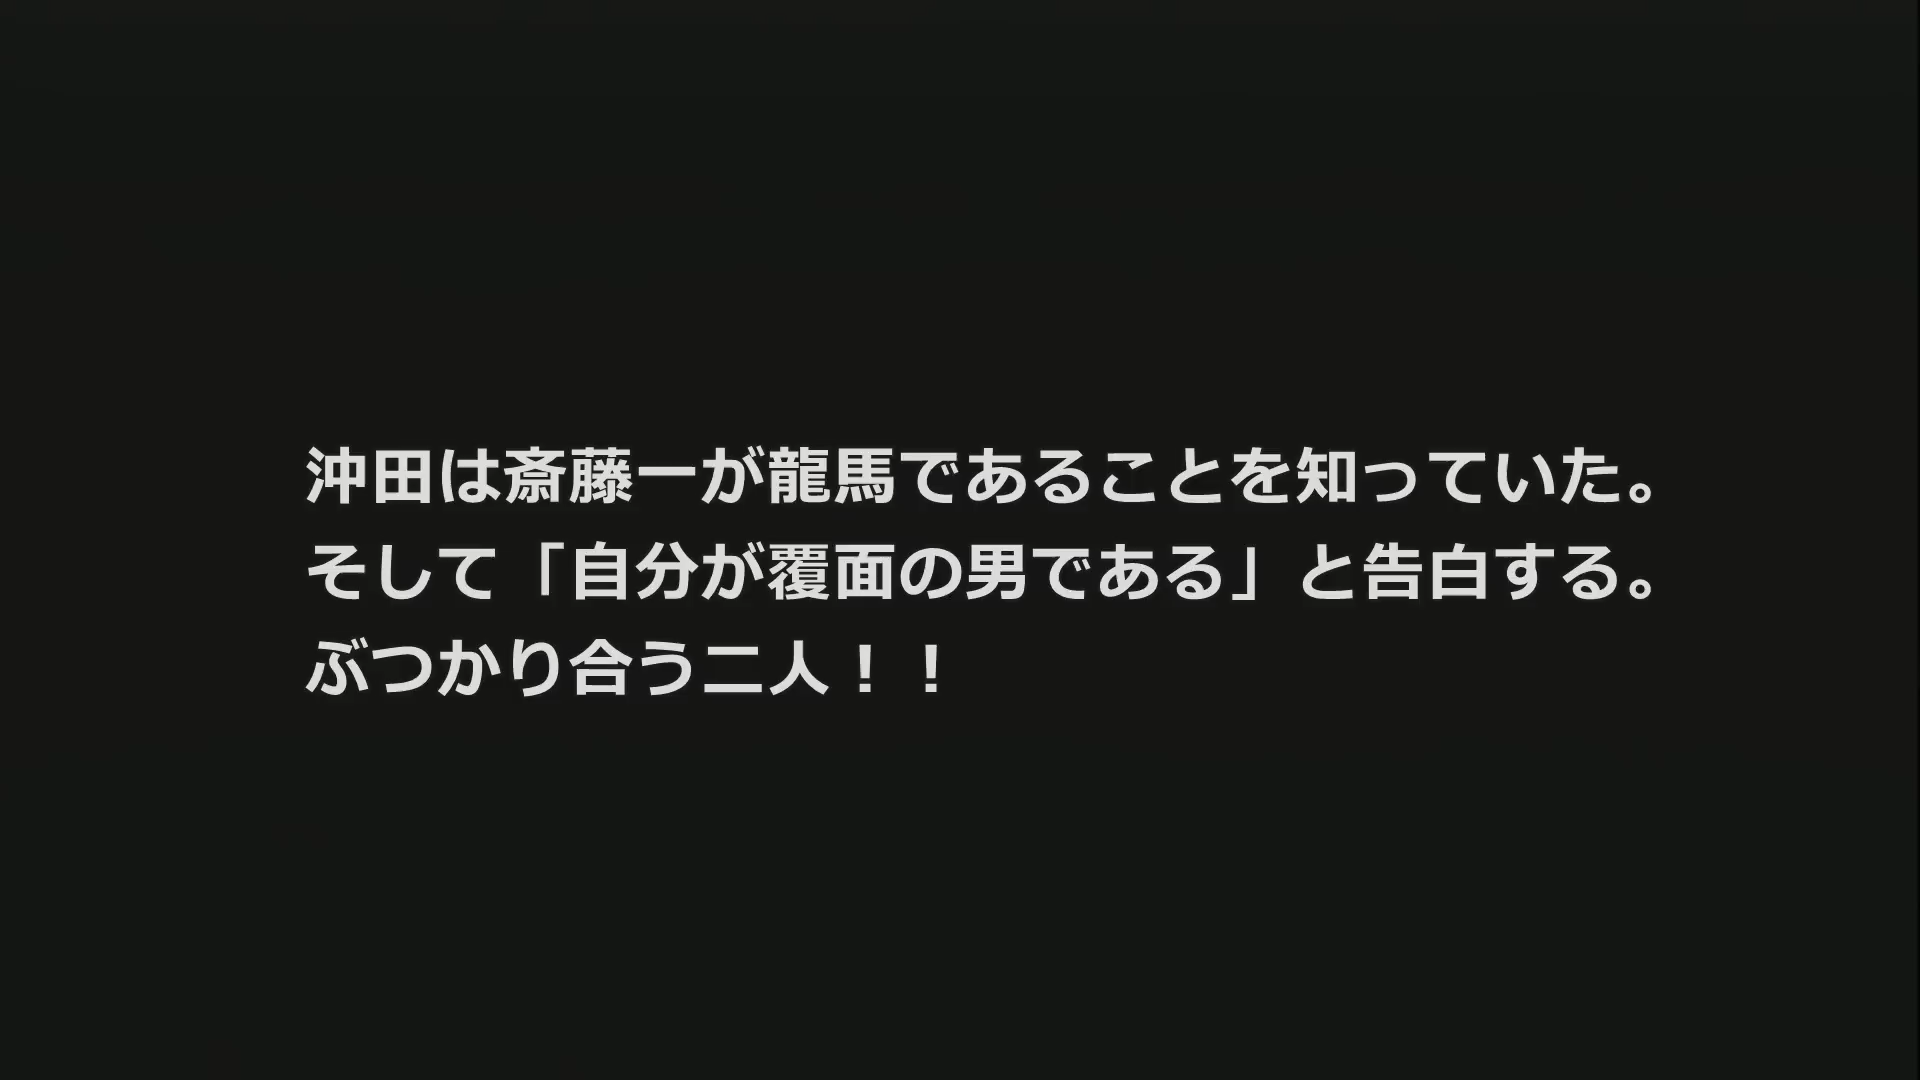 沖田は斎藤一が龍馬であることを知っていた。
そして「自分が覆面の男である」と告白する。
ぶつかり合う二人！！